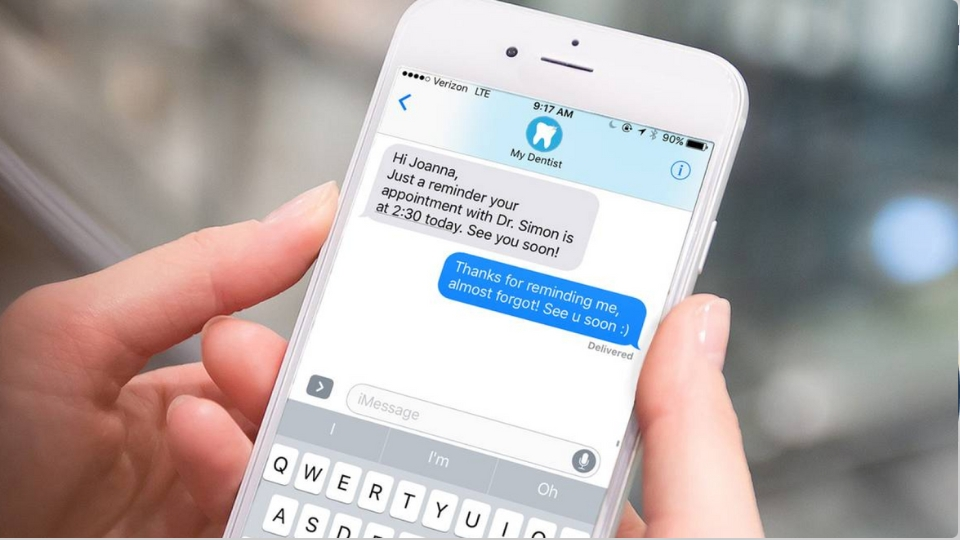 Verizon LTE
9:17 AM
90%
My Dentist
Hi Joanna,
Just a reminder your
appointment with Dr. Simon is
at 2:30 today. See you soon!
Thanks for reminding me,
almost forgot! See u soon :)
Delivered
iMessage
I
I'm
Oh
Q W E R T Y U I O
A S D